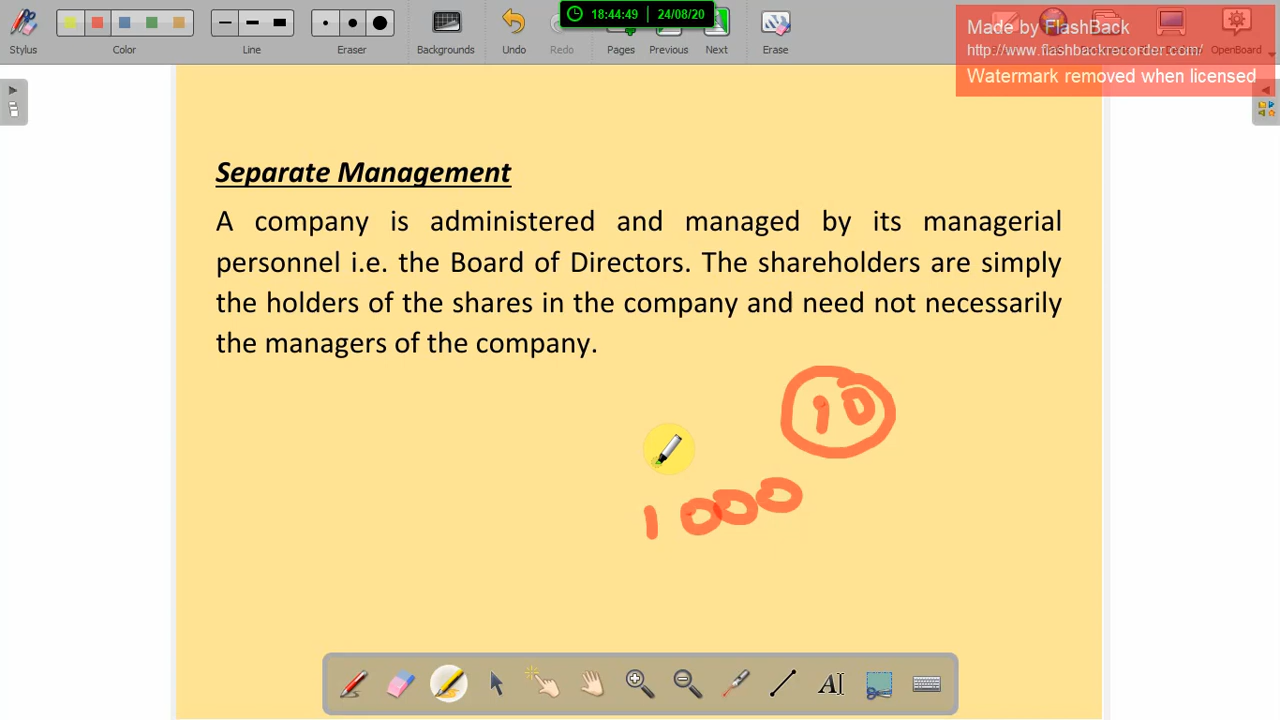 18:44:49 | 24/08/20
Made by FlashBack
http://www.flashbackrecorder.com/
Watermark removed when licensed
Stylus Color Line Eraser Backgrounds Undo Redo Pages Previous Next Erase OpenBoard
Separate Management
A company is administered and managed by its managerial
personnel i.e. the Board of Directors. The shareholders are simply
the holders of the shares in the company and need not necessarily
the managers of the company.
10
1000
AI